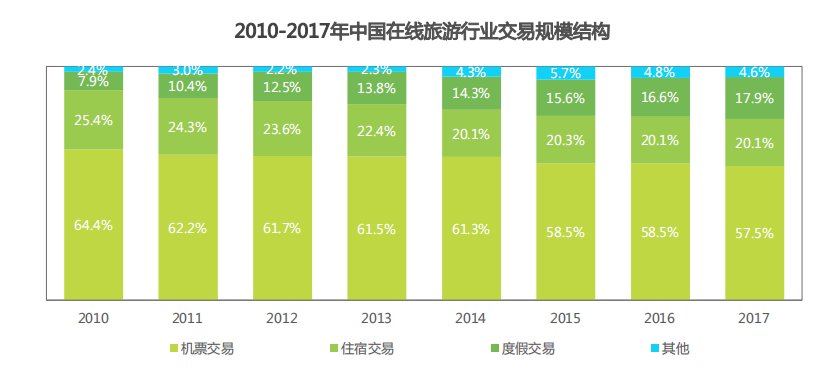 2010-2017年中国在线旅游行业交易规模结构
2.4% 3.0% 2.2% 2.3% 4.3% 5.7% 4.8% 4.6%
7.9% 10.4% 12.5% 13.8% 14.3% 15.6% 16.6% 17.9%
25.4% 24.3% 23.6% 22.4% 20.1% 20.3% 20.1% 20.1%
64.4% 62.2% 61.7% 61.5% 61.3% 58.5% 58.5% 57.5%
2010 2011 2012 2013 2014 2015 2016 2017
机票交易 住宿交易 度假交易 其他